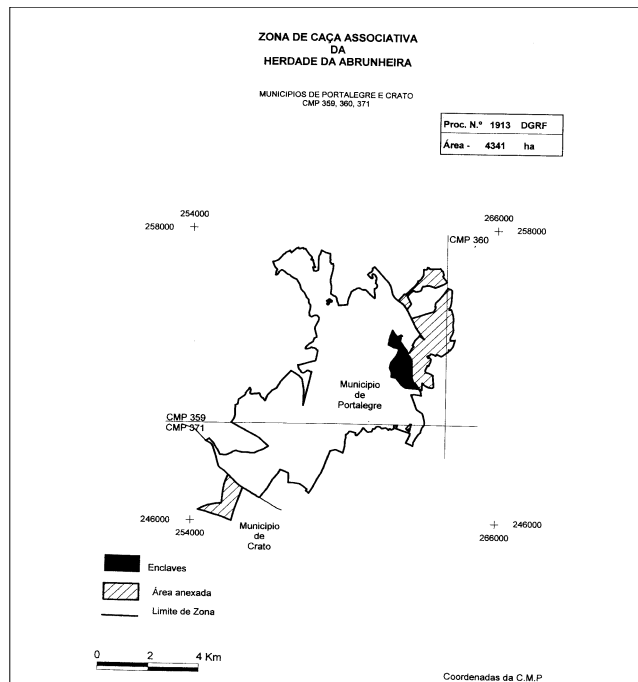 ZONA DE CAÇA ASSOCIATIVA
DA
HERDADE DA ABRUNHEIRA
MUNICIPIOS DE PORTALEGRE E CRATO
CMP 359, 360, 371
Proc. N.º 1913 DGRF
Área - 4341 ha
254000
258000
266000
258000
CMP 360
Municipio
de
Portalegre
CMP 359
CMP 371
246000
254000
Municipio
de
Crato
246000
266000
Enclaves
Área anexada
Limite de Zona
0 2 4 Km
Coordenadas da C.M.P